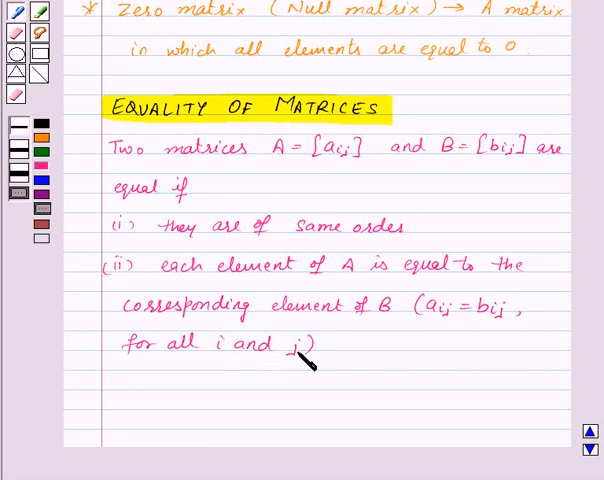 * Zero matrix (Null matrix) → A matrix
in which all elements are equal to 0.
EQUALITY OF MATRICES
Two matrices A = [aij] and B = [bij] are
equal if
(i) they are of same order
(ii) each element of A is equal to the
corresponding element of B (aij = bij,
for all i and j)